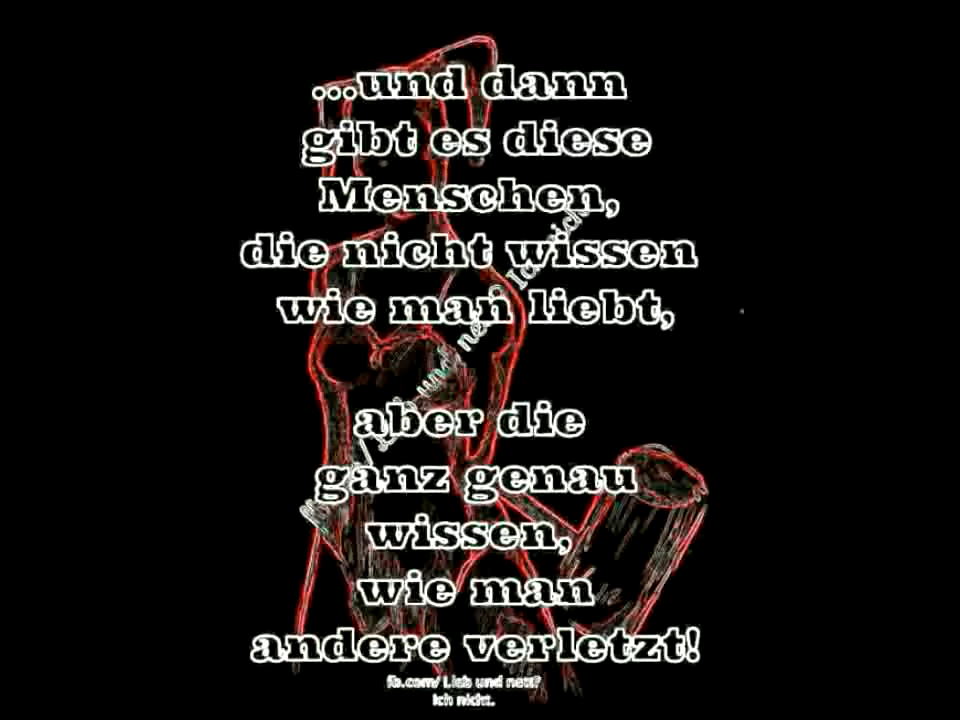 ...und dann
gibt es diese
Menschen,
die nicht wissen
wie man liebt,
aber die
ganz genau
wissen,
wie man
andere verletzt!
fb.com/ Lieb und nett?
Ich nicht.